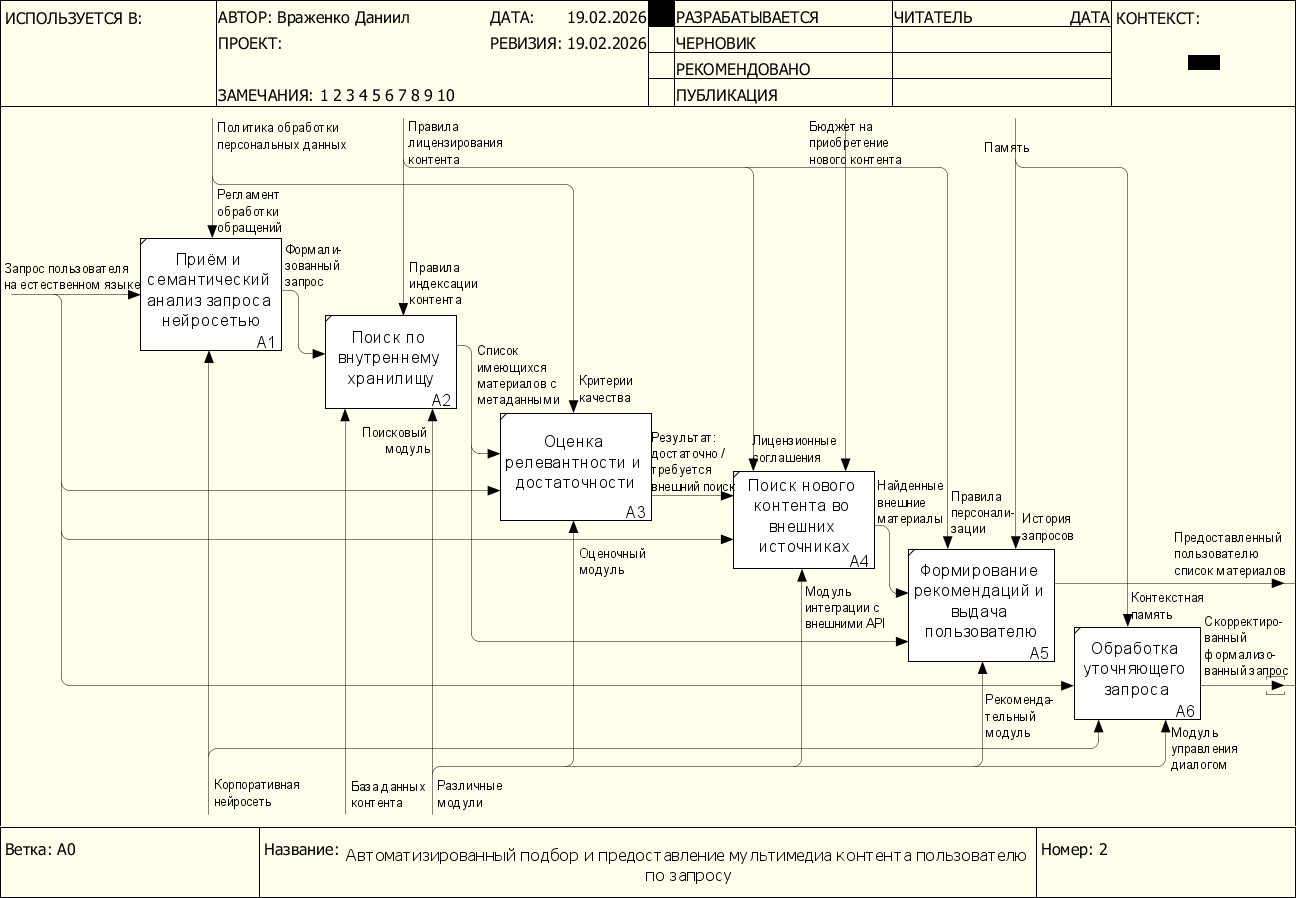 ИСПОЛЬЗУЕТСЯ В:
АВТОР: Враженко Даниил
ДАТА: 19.02.2026
ПРОЕКТ:
РЕВИЗИЯ: 19.02.2026
ЗАМЕЧАНИЯ: 1 2 3 4 5 6 7 8 9 10
РАЗРАБАТЫВАЕТСЯ
ЧЕРНОВИК
РЕКОМЕНДОВАНО
ПУБЛИКАЦИЯ
ЧИТАТЕЛЬ
ДАТА
КОНТЕКСТ:
Политика обработки
персональных данных
Правила
лицензирования
контента
Бюджет на
приобретение
нового контента
Память
Регламент
обработки
обращений
Запрос пользователя
на естественном языке
Приём и
семантический
анализ запроса
нейросетью
A1
Формали-
зованный
запрос
Правила
индексации
контента
Поиск по
внутреннему
хранилищу
A2
Поисковый
модуль
Список
имеющихся
материалов с
метаданными
Критерии
качества
Оценка
релевантности и
достаточности
A3
Оценочный
модуль
Результат:
достаточно /
требуется
внешний поиск
Лицензионные
соглашения
Поиск нового
контента во
внешних
источниках
A4
Модуль
интеграции с
внешними API
Найденные
внешние
материалы
Правила
персонали-
зации
История
запросов
Формирование
рекомендаций и
выдача
пользователю
A5
Рекоменда-
тельный
модуль
Предоставленный
пользователю
список материалов
Контекстная
память
Обработка
уточняющего
запроса
A6
Скорректиро-
ванный
формализо-
ванный запрос
Модуль
управления
диалогом
Корпоративная
нейросеть
База данных
контента
Различные
модули
Ветка: A0
Название: Автоматизированный подбор и предоставление мультимедиа контента пользователю
по запросу
Номер: 2